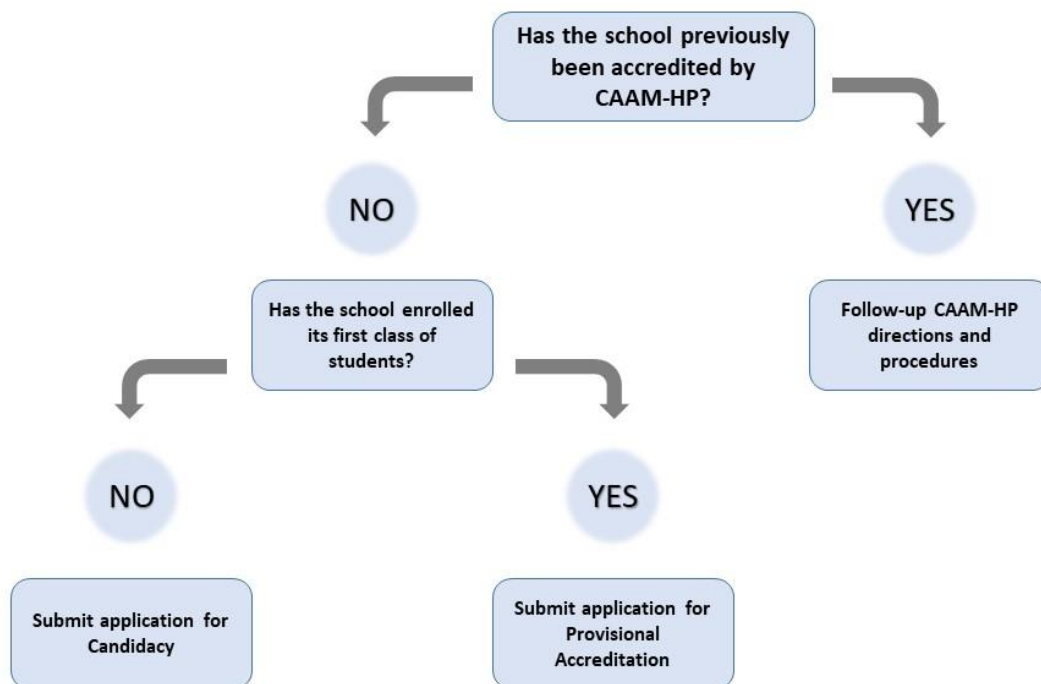 Has the school previously
been accredited by
CAAM-HP?
NO
YES
Has the school enrolled
its first class of
students?
Follow-up CAAM-HP
directions and
procedures
NO
YES
Submit application for
Candidacy
Submit application for
Provisional
Accreditation